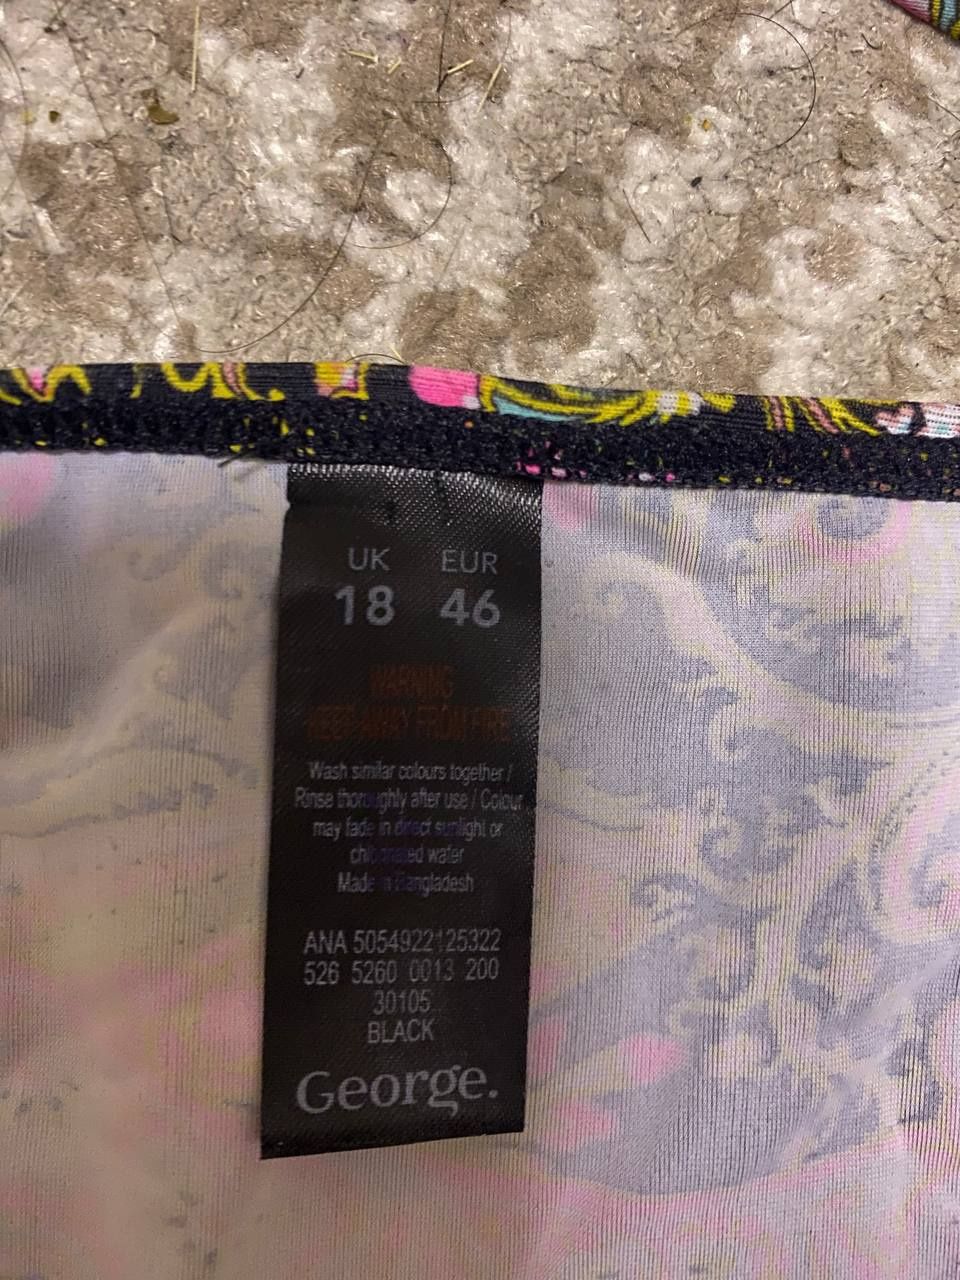 UK EUR
18 46
WARNING
KEEP AWAY FROM FIRE
Wash similar colours together /
Rinse thoroughly after use / Colour
may fade in direct sunlight or
chlorinated water
Made in Bangladesh
ANA 5054922125322
526 5260 0013 200
30105
BLACK
George.